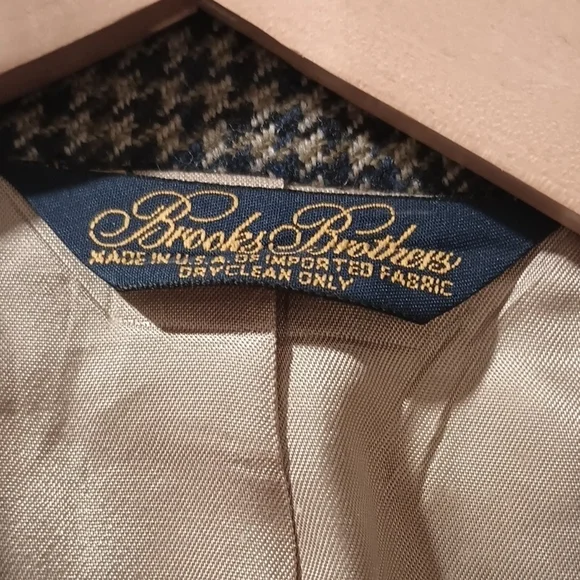 Brooks Brothers
MADE IN U.S.A. OF IMPORTED FABRIC
DRYCLEAN ONLY